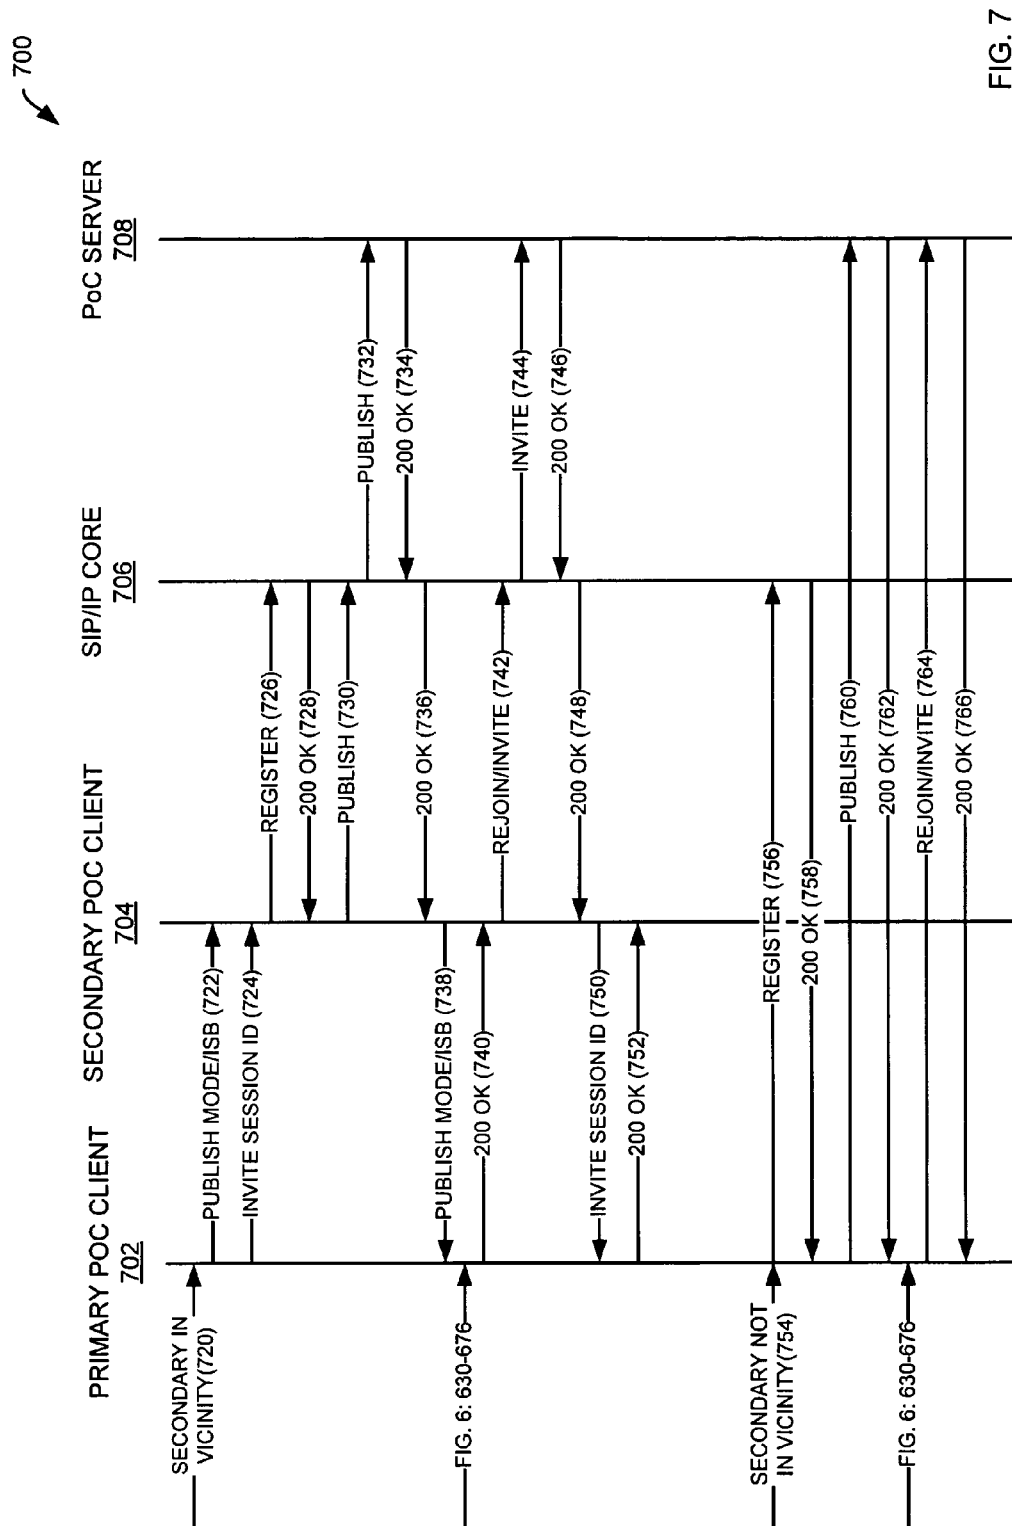 700
PRIMARY POC CLIENT
702
SECONDARY POC CLIENT
704
SIP/IP CORE
706
PoC SERVER
708
SECONDARY IN
VICINITY(720)
PUBLISH MODE/ISB (722)
INVITE SESSION ID (724)
REGISTER (726)
200 OK (728)
PUBLISH (730)
PUBLISH (732)
200 OK (734)
200 OK (736)
PUBLISH MODE/ISB (738)
FIG. 6: 630-676
200 OK (740)
REJOIN/INVITE (742)
INVITE (744)
200 OK (746)
200 OK (748)
INVITE SESSION ID (750)
200 OK (752)
SECONDARY NOT
IN VICINITY(754)
REGISTER (756)
200 OK (758)
PUBLISH (760)
200 OK (762)
FIG. 6: 630-676
REJOIN/INVITE (764)
200 OK (766)
FIG. 7